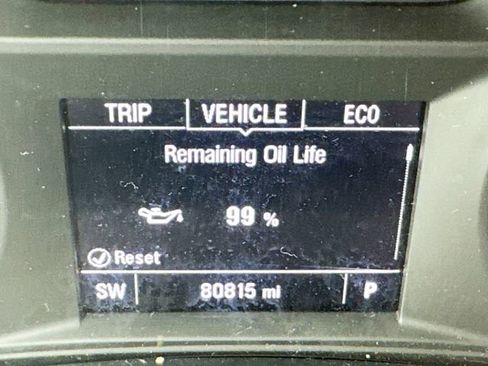 TRIP VEHICLE ECO
Remaining Oil Life
99 %
Reset
SW 80815 mi P